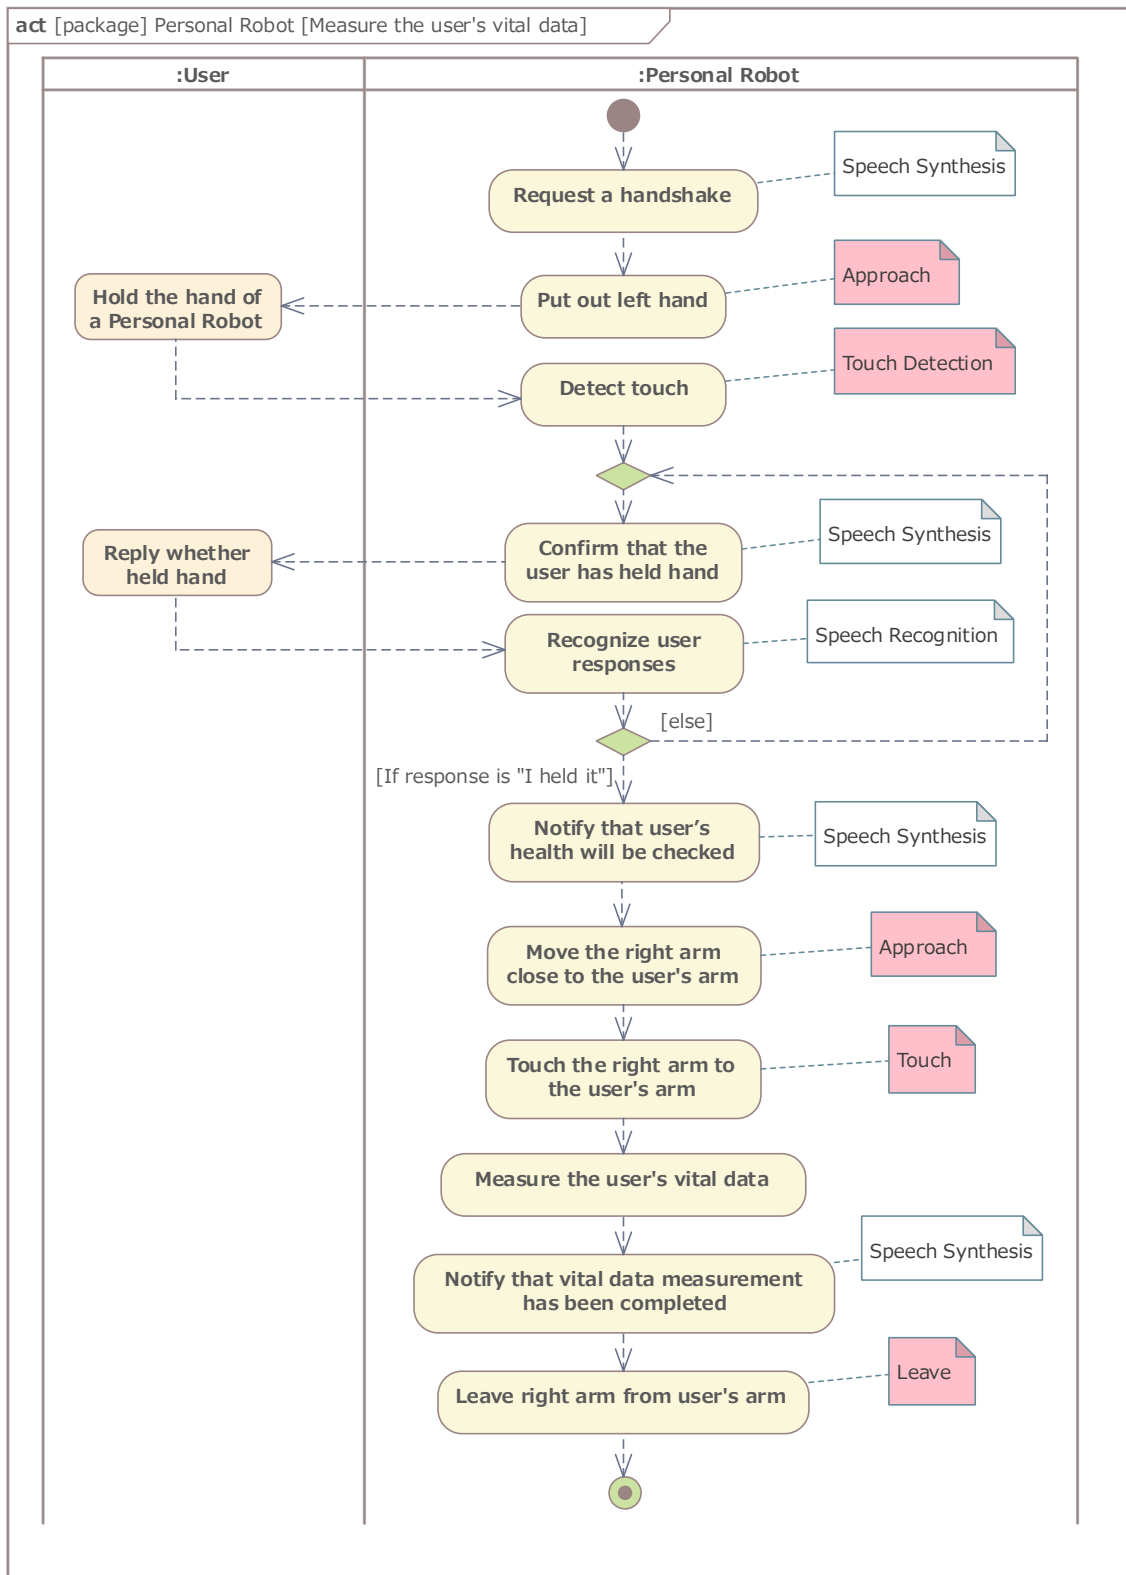 act [package] Personal Robot [Measure the user's vital data]
:User
:Personal Robot
Request a handshake
Speech Synthesis
Put out left hand
Approach
Hold the hand of
a Personal Robot
Detect touch
Touch Detection
Confirm that the
user has held hand
Speech Synthesis
Reply whether
held hand
Recognize user
responses
Speech Recognition
[else]
[If response is "I held it"]
Notify that user’s
health will be checked
Speech Synthesis
Move the right arm
close to the user's arm
Approach
Touch the right arm to
the user's arm
Touch
Measure the user's vital data
Notify that vital data measurement
has been completed
Speech Synthesis
Leave right arm from user's arm
Leave